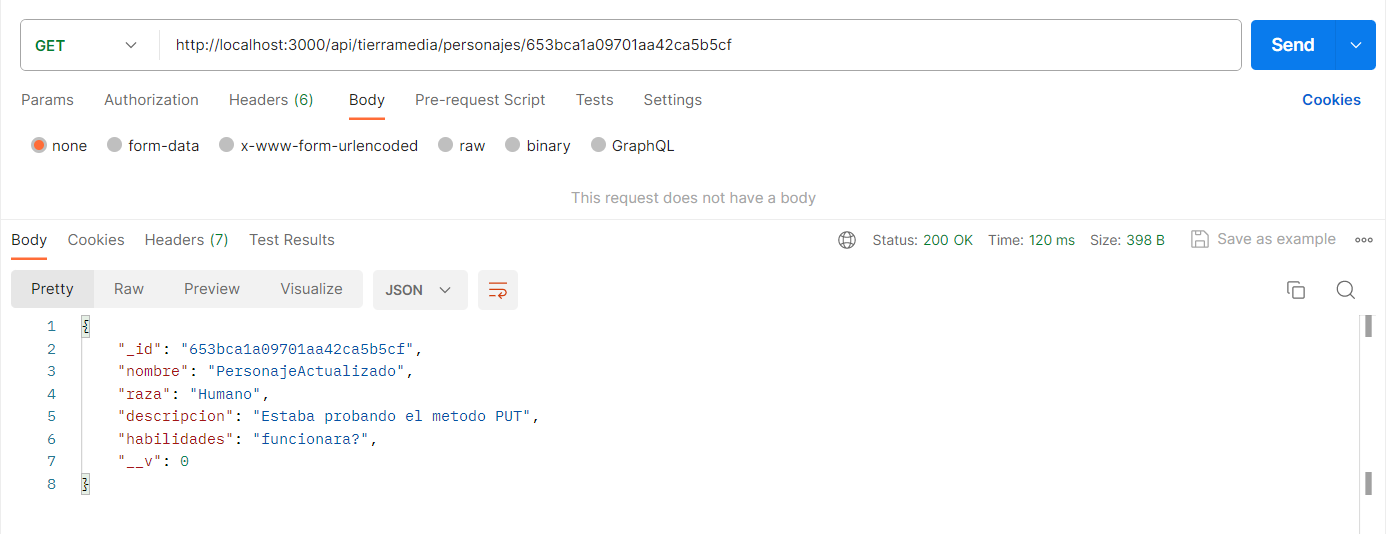 GET http://localhost:3000/api/tierramedia/personajes/653bca1a09701aa42ca5b5cf Send
Params Authorization Headers (6) Body Pre-request Script Tests Settings Cookies
none form-data x-www-form-urlencoded raw binary GraphQL
This request does not have a body
Body Cookies Headers (7) Test Results Status: 200 OK Time: 120 ms Size: 398 B Save as example
Pretty Raw Preview Visualize JSON
1 {
2 "_id": "653bca1a09701aa42ca5b5cf",
3 "nombre": "PersonajeActualizado",
4 "raza": "Humano",
5 "descripcion": "Estaba probando el metodo PUT",
6 "habilidades": "funcionara?",
7 "__v": 0
8 }